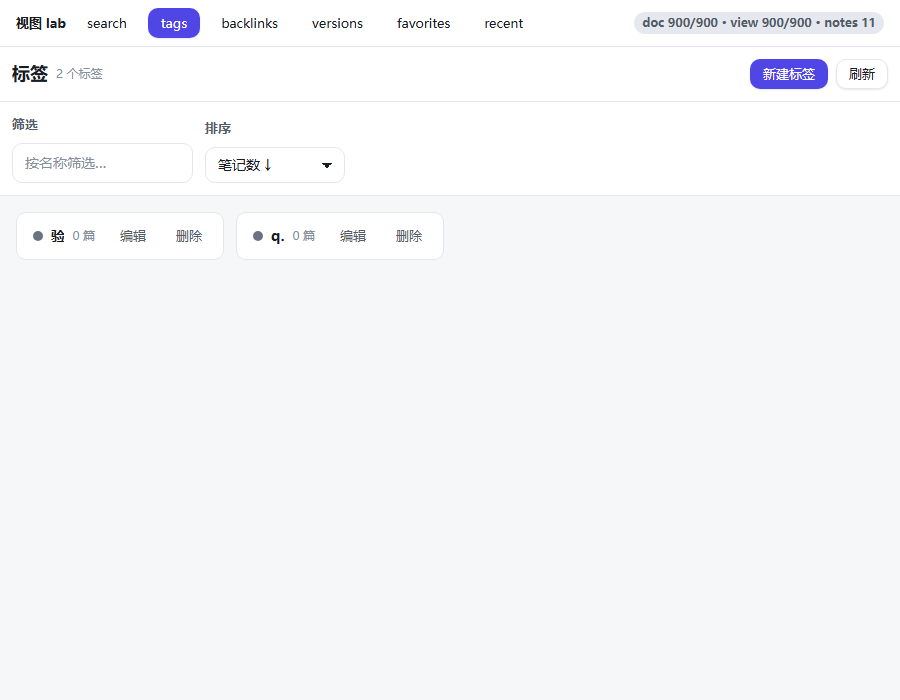 视图 lab search tags backlinks versions favorites recent doc 900/900 • view 900/900 • notes 11
标签 2 个标签 新建标签 刷新
筛选 排序
按名称筛选... 笔记数 ↓
验 0 篇 编辑 删除 q. 0 篇 编辑 删除